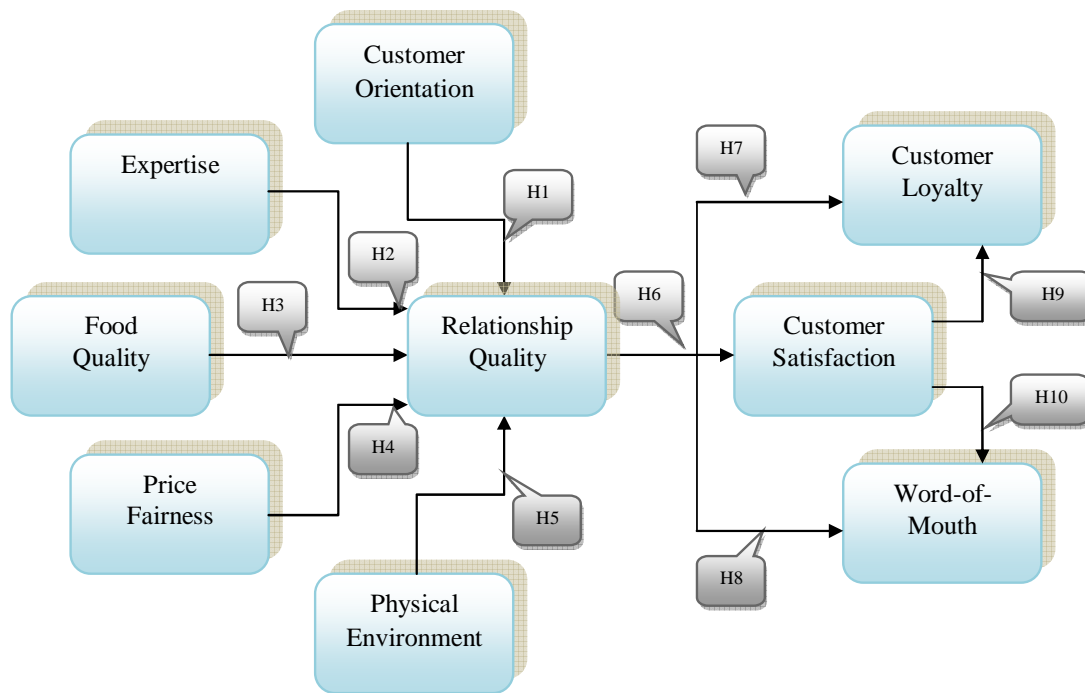 Customer
Orientation
Expertise
H1
H2
Food
Quality
H3
Relationship
Quality
H4
Price
Fairness
H5
Physical
Environment
H6
H7
Customer
Loyalty
Customer
Satisfaction
H9
H10
Word-of-
Mouth
H8